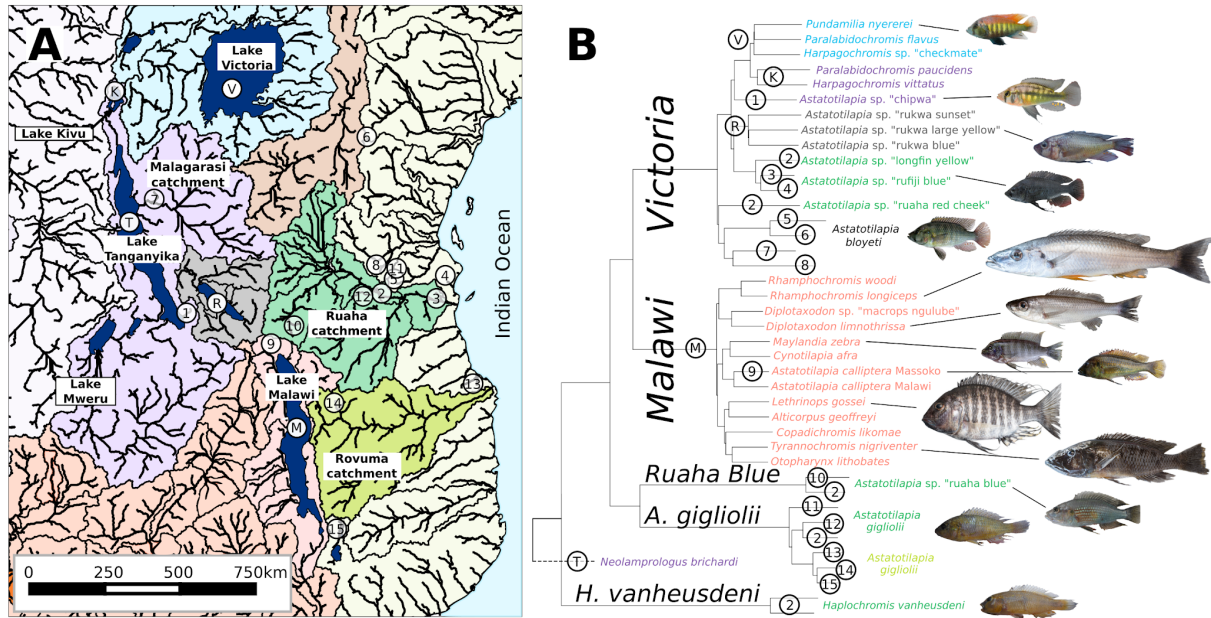 A
Lake
Victoria
V
K
Lake Kivu
6
Malagarasi
catchment
7
T
Lake
Tanganyika
8
11
5
4
R
12
2
3
1
Ruaha
catchment
10
9
Lake
Mweru
Lake
Malawi
13
14
M
Rovuma
catchment
15
0
250
500
750km
Indian Ocean
B
Victoria
Malawi
V
Pundamilia nyererei
Paralabidochromis flavus
Harpagochromis sp. "checkmate"
K
Paralabidochromis paucidens
Harpagochromis vittatus
1
Astatotilapia sp. "chipwa"
R
Astatotilapia sp. "rukwa sunset"
Astatotilapia sp. "rukwa large yellow"
Astatotilapia sp. "rukwa blue"
2
Astatotilapia sp. "longfin yellow"
3
Astatotilapia sp. "rufiji blue"
4
2
Astatotilapia sp. "ruaha red cheek"
5
6
Astatotilapia
bloyeti
7
8
Rhamphochromis woodi
Rhamphochromis longiceps
Diplotaxodon sp. "macrops ngulube"
Diplotaxodon limnothrissa
M
Maylandia zebra
Cynotilapia afra
9
Astatotilapia calliptera Massoko
Astatotilapia calliptera Malawi
Lethrinops gossei
Alticorpus geoffreyi
Copadichromis likomae
Tyrannochromis nigriventer
Otopharynx lithobates
Ruaha Blue
10
2
Astatotilapia sp. "ruaha blue"
A. gigliolii
11
12
2
Astatotilapia
gigliolii
13
14
15
Astatotilapia
gigliolii
T
Neolamprologus brichardi
H. vanheusdeni
2
Haplochromis vanheusdeni